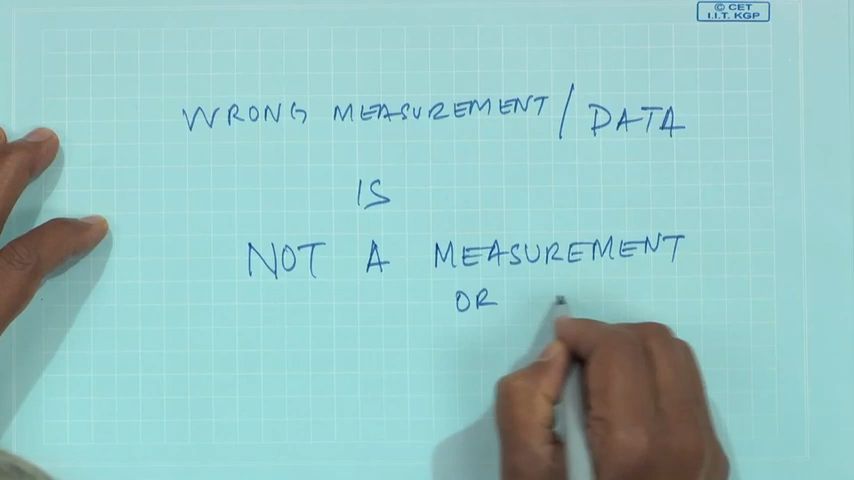 © CET
I.I.T. KGP
WRONG MEASUREMENT / DATA
IS
NOT A MEASUREMENT
OR